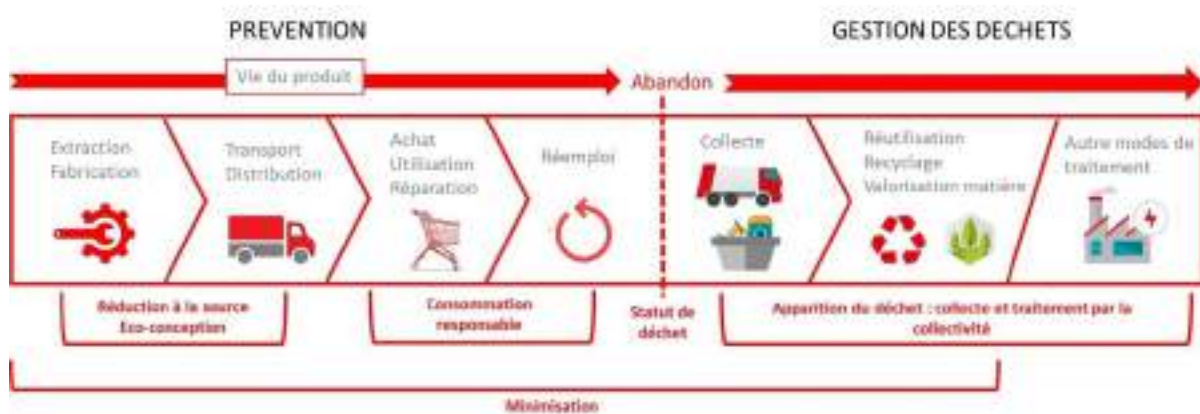 PREVENTION
GESTION DES DECHETS
Vie du produit
Abandon
Extraction
Fabrication
Transport
Distribution
Achat
Utilisation
Réparation
Réemploi
Collecte
Réutilisation
Recyclage
Valorisation matière
Autre modes de
traitement
Réduction à la source
Eco-conception
Consommation
responsable
Statut de
déchet
Apparition du déchet : collecte et traitement par la
collectivité
Minimisation